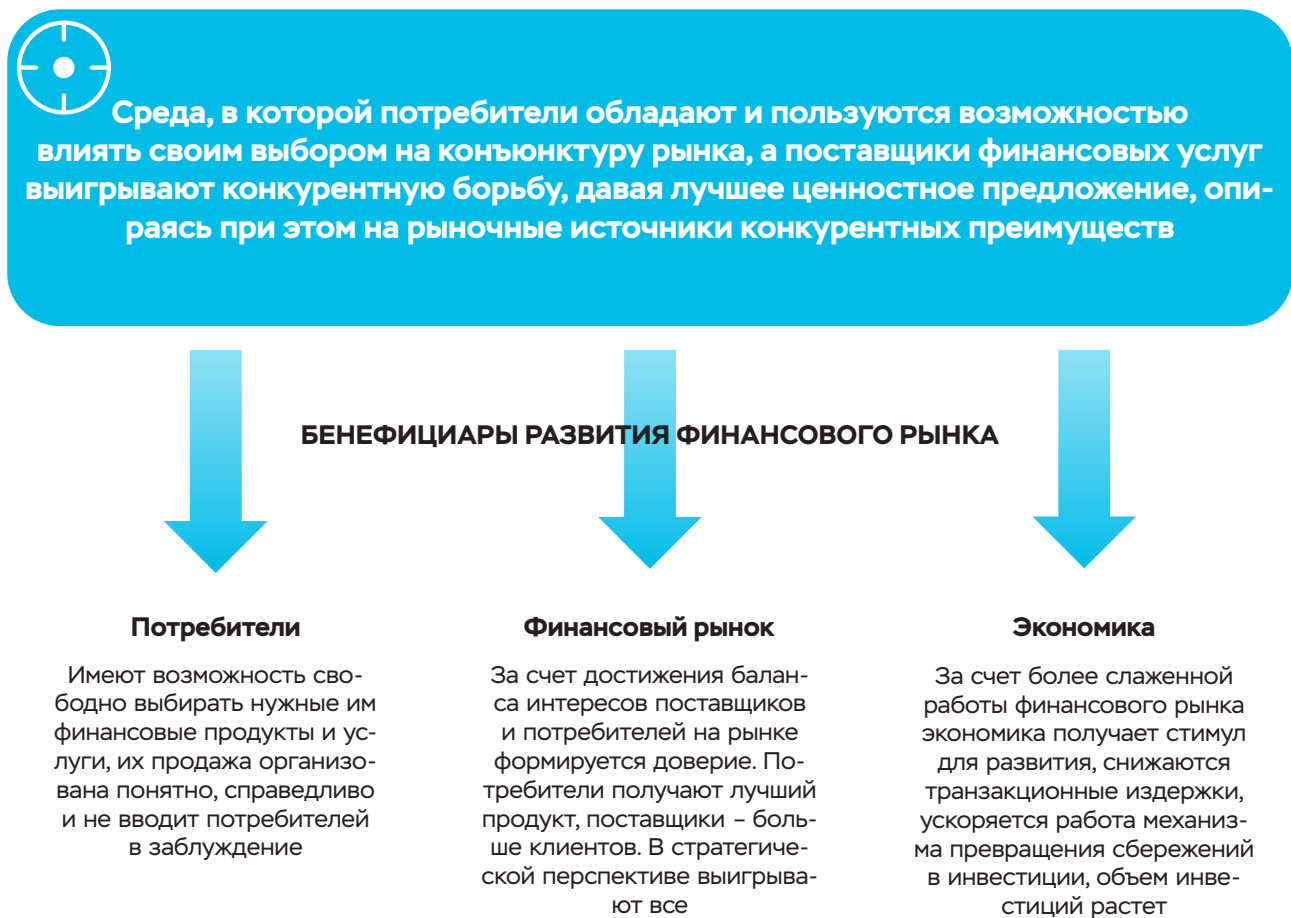 Среда, в которой потребители обладают и пользуются возможностью
влиять своим выбором на конъюнктуру рынка, а поставщики финансовых услуг
выигрывают конкурентную борьбу, давая лучшее ценностное предложение, опи-
раясь при этом на рыночные источники конкурентных преимуществ
БЕНЕФИЦИАРЫ РАЗВИТИЯ ФИНАНСОВОГО РЫНКА
Потребители
Имеют возможность сво-
бодно выбирать нужные им
финансовые продукты и ус-
луги, их продажа организо-
вана понятно, справедливо
и не вводит потребителей
в заблуждение
Финансовый рынок
За счет достижения балан-
са интересов поставщиков
и потребителей на рынке
формируется доверие. По-
требители получают лучший
продукт, поставщики – боль-
ше клиентов. В стратегиче-
ской перспективе выигрыва-
ют все
Экономика
За счет более слаженной
работы финансового рынка
экономика получает стимул
для развития, снижаются
транзакционные издержки,
ускоряется работа механиз-
ма превращения сбережений
в инвестиции, объем инве-
стиций растет